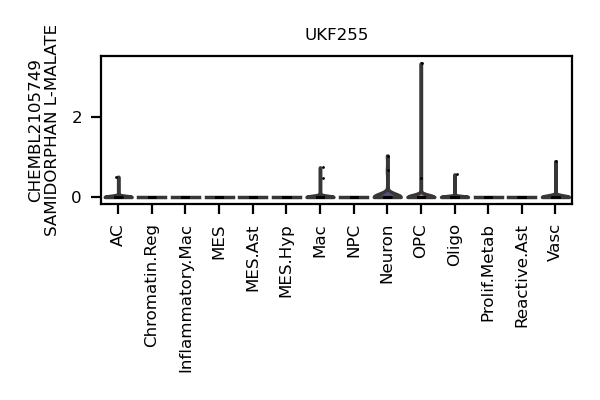 UKF255
CHEMBL2105749
SAMIDORPHAN L-MALATE
2
0
AC
Chromatin.Reg
Inflammatory.Mac
MES
MES.Ast
MES.Hyp
Mac
NPC
Neuron
OPC
Oligo
Prolif.Metab
Reactive.Ast
Vasc